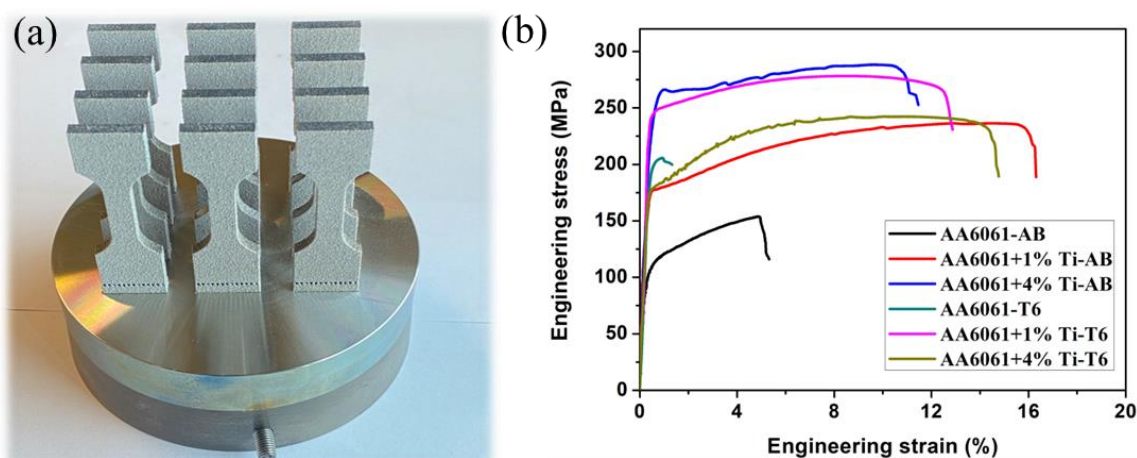 (a)
(b)
300
250
200
150
100
50
0
0
4
8
12
16
20
Engineering stress (MPa)
Engineering strain (%)
AA6061-AB
AA6061+1% Ti-AB
AA6061+4% Ti-AB
AA6061-T6
AA6061+1% Ti-T6
AA6061+4% Ti-T6